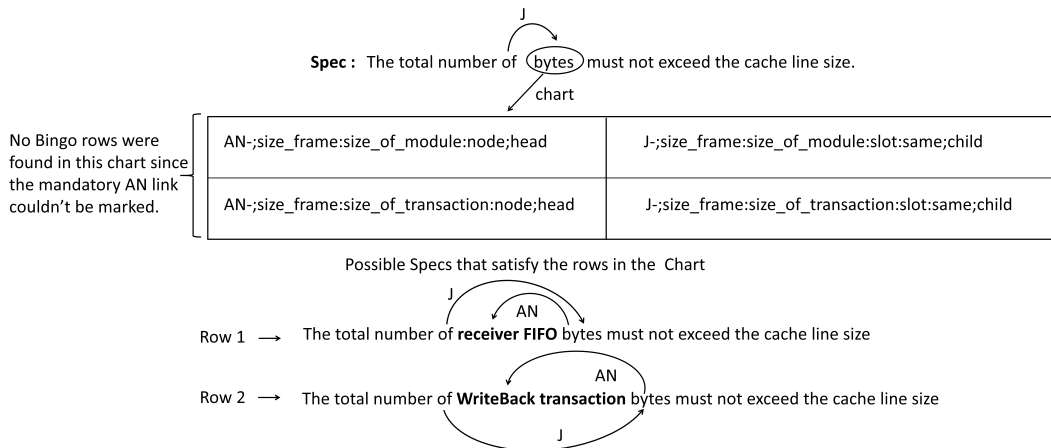 J
Spec : The total number of bytes must not exceed the cache line size.
chart
No Bingo rows were
found in this chart since
the mandatory AN link
couldn't be marked.
AN-;size_frame:size_of_module:node;head J-;size_frame:size_of_module:slot:same;child
AN-;size_frame:size_of_transaction:node;head J-;size_frame:size_of_transaction:slot:same;child
Possible Specs that satisfy the rows in the Chart
J
AN
Row 1 → The total number of receiver FIFO bytes must not exceed the cache line size
AN
Row 2 → The total number of WriteBack transaction bytes must not exceed the cache line size
J